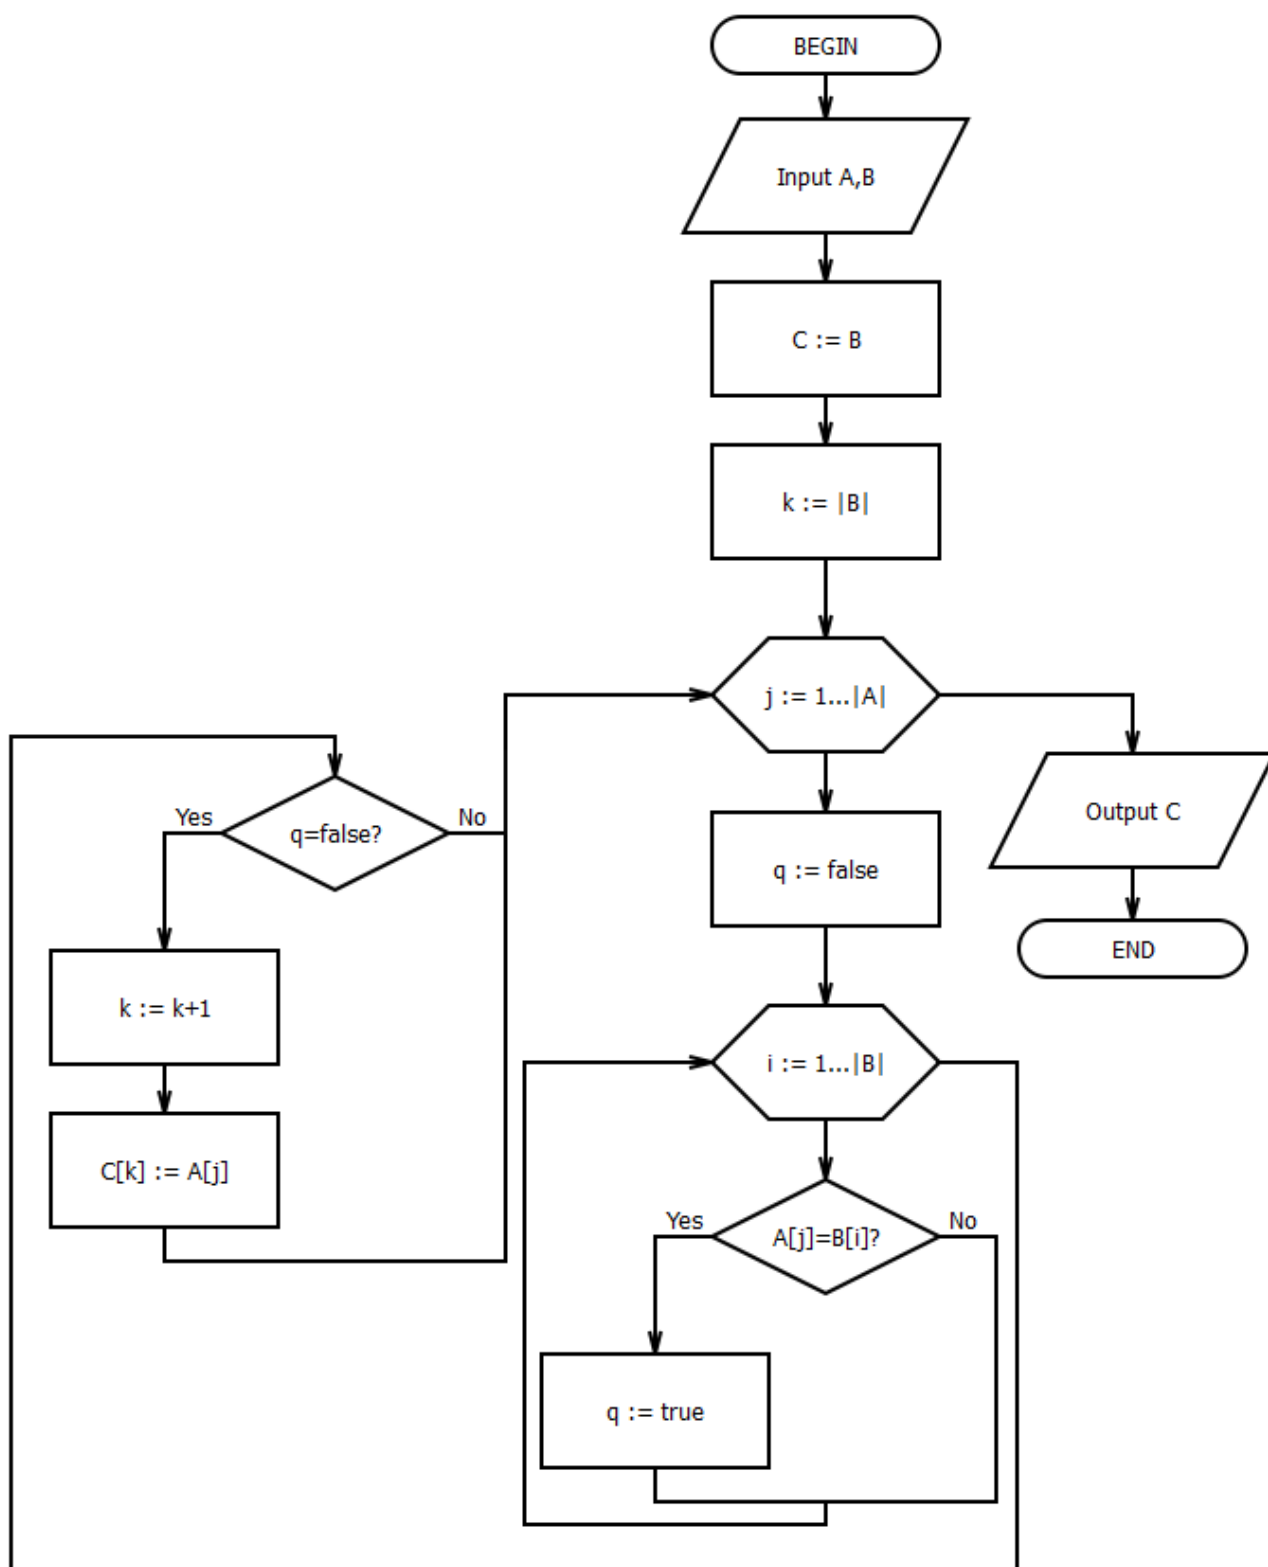 BEGIN
Input A,B
C := B
k := |B|
j := 1...|A|
Yes
q=false?
No
k := k+1
C[k] := A[j]
q := false
Output C
END
i := 1...|B|
Yes
A[j]=B[i]?
No
q := true